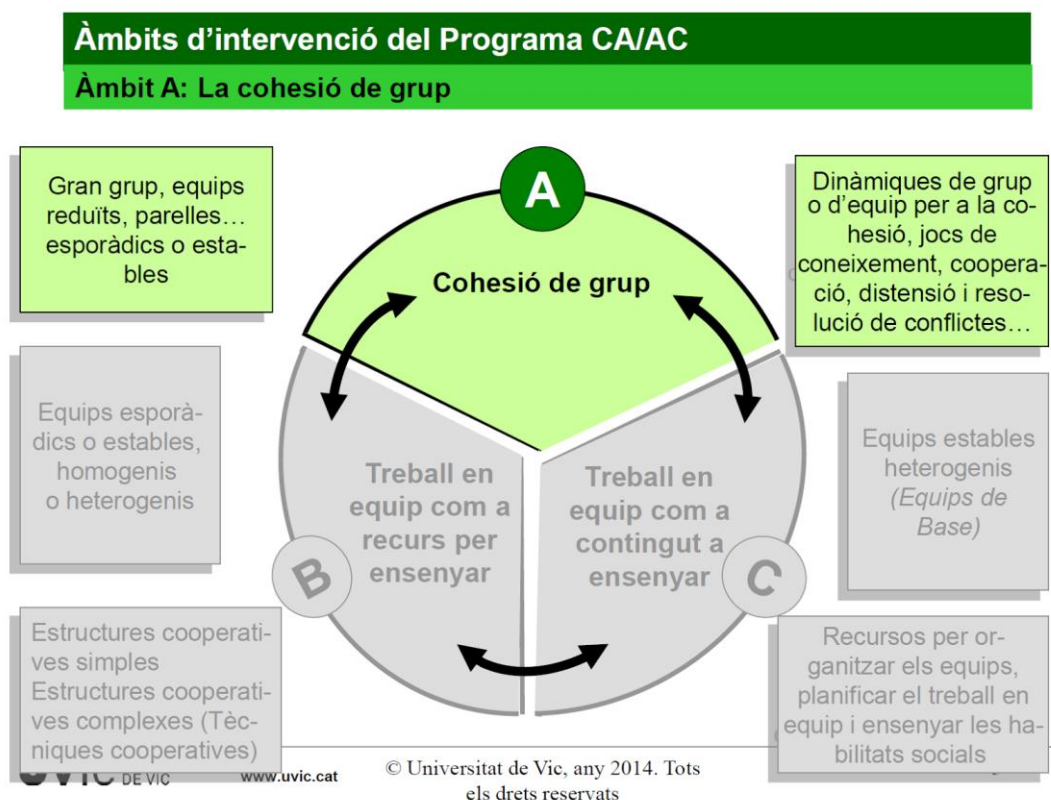 Àmbits d'intervenció del Programa CA/AC
Àmbit A: La cohesió de grup
Gran grup, equips
reduïts, parelles…
esporàdics o esta-
bles
A
Cohesió de grup
Dinàmiques de grup
o d'equip per a la co-
hesió, jocs de
coneixement, coopera-
ció, distensió i reso-
lució de conflictes…
Equips esporà-
dics o estables,
homogenis
o heterogenis
Treball en
equip com a
recurs per
ensenyar
B
Treball en
equip com a
contingut a
ensenyar
C
Equips estables
heterogenis
(Equips de
Base)
Estructures cooperati-
ves simples
Estructures cooperati-
ves complexes (Tèc-
niques cooperatives)
Recursos per or-
ganitzar els equips,
planificar el treball en
equip i ensenyar les ha-
bilitats socials
DE VIC
www.uvic.cat
© Universitat de Vic, any 2014. Tots
els drets reservats